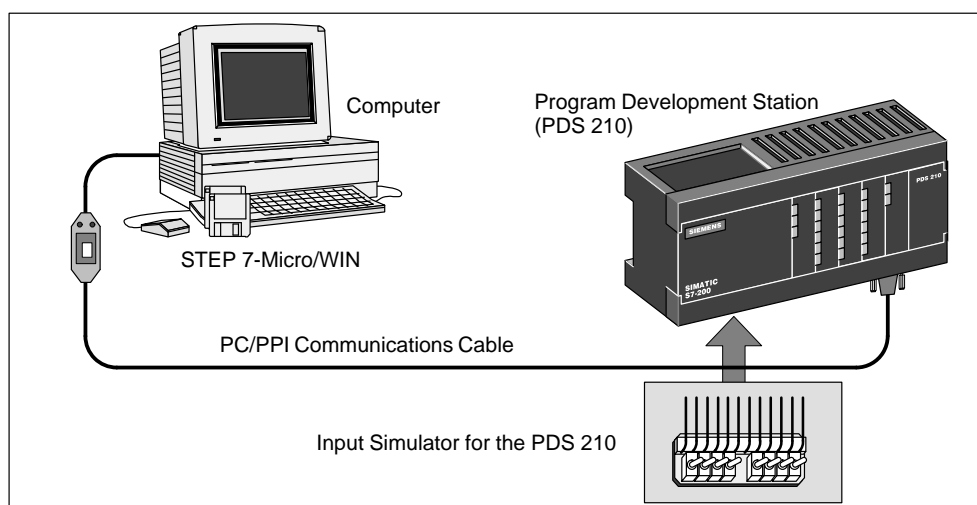 Computer
Program Development Station
(PDS 210)
PDS 210
SIEMENS
SIMATIC
S7-200
STEP 7-Micro/WIN
PC/PPI Communications Cable
Input Simulator for the PDS 210